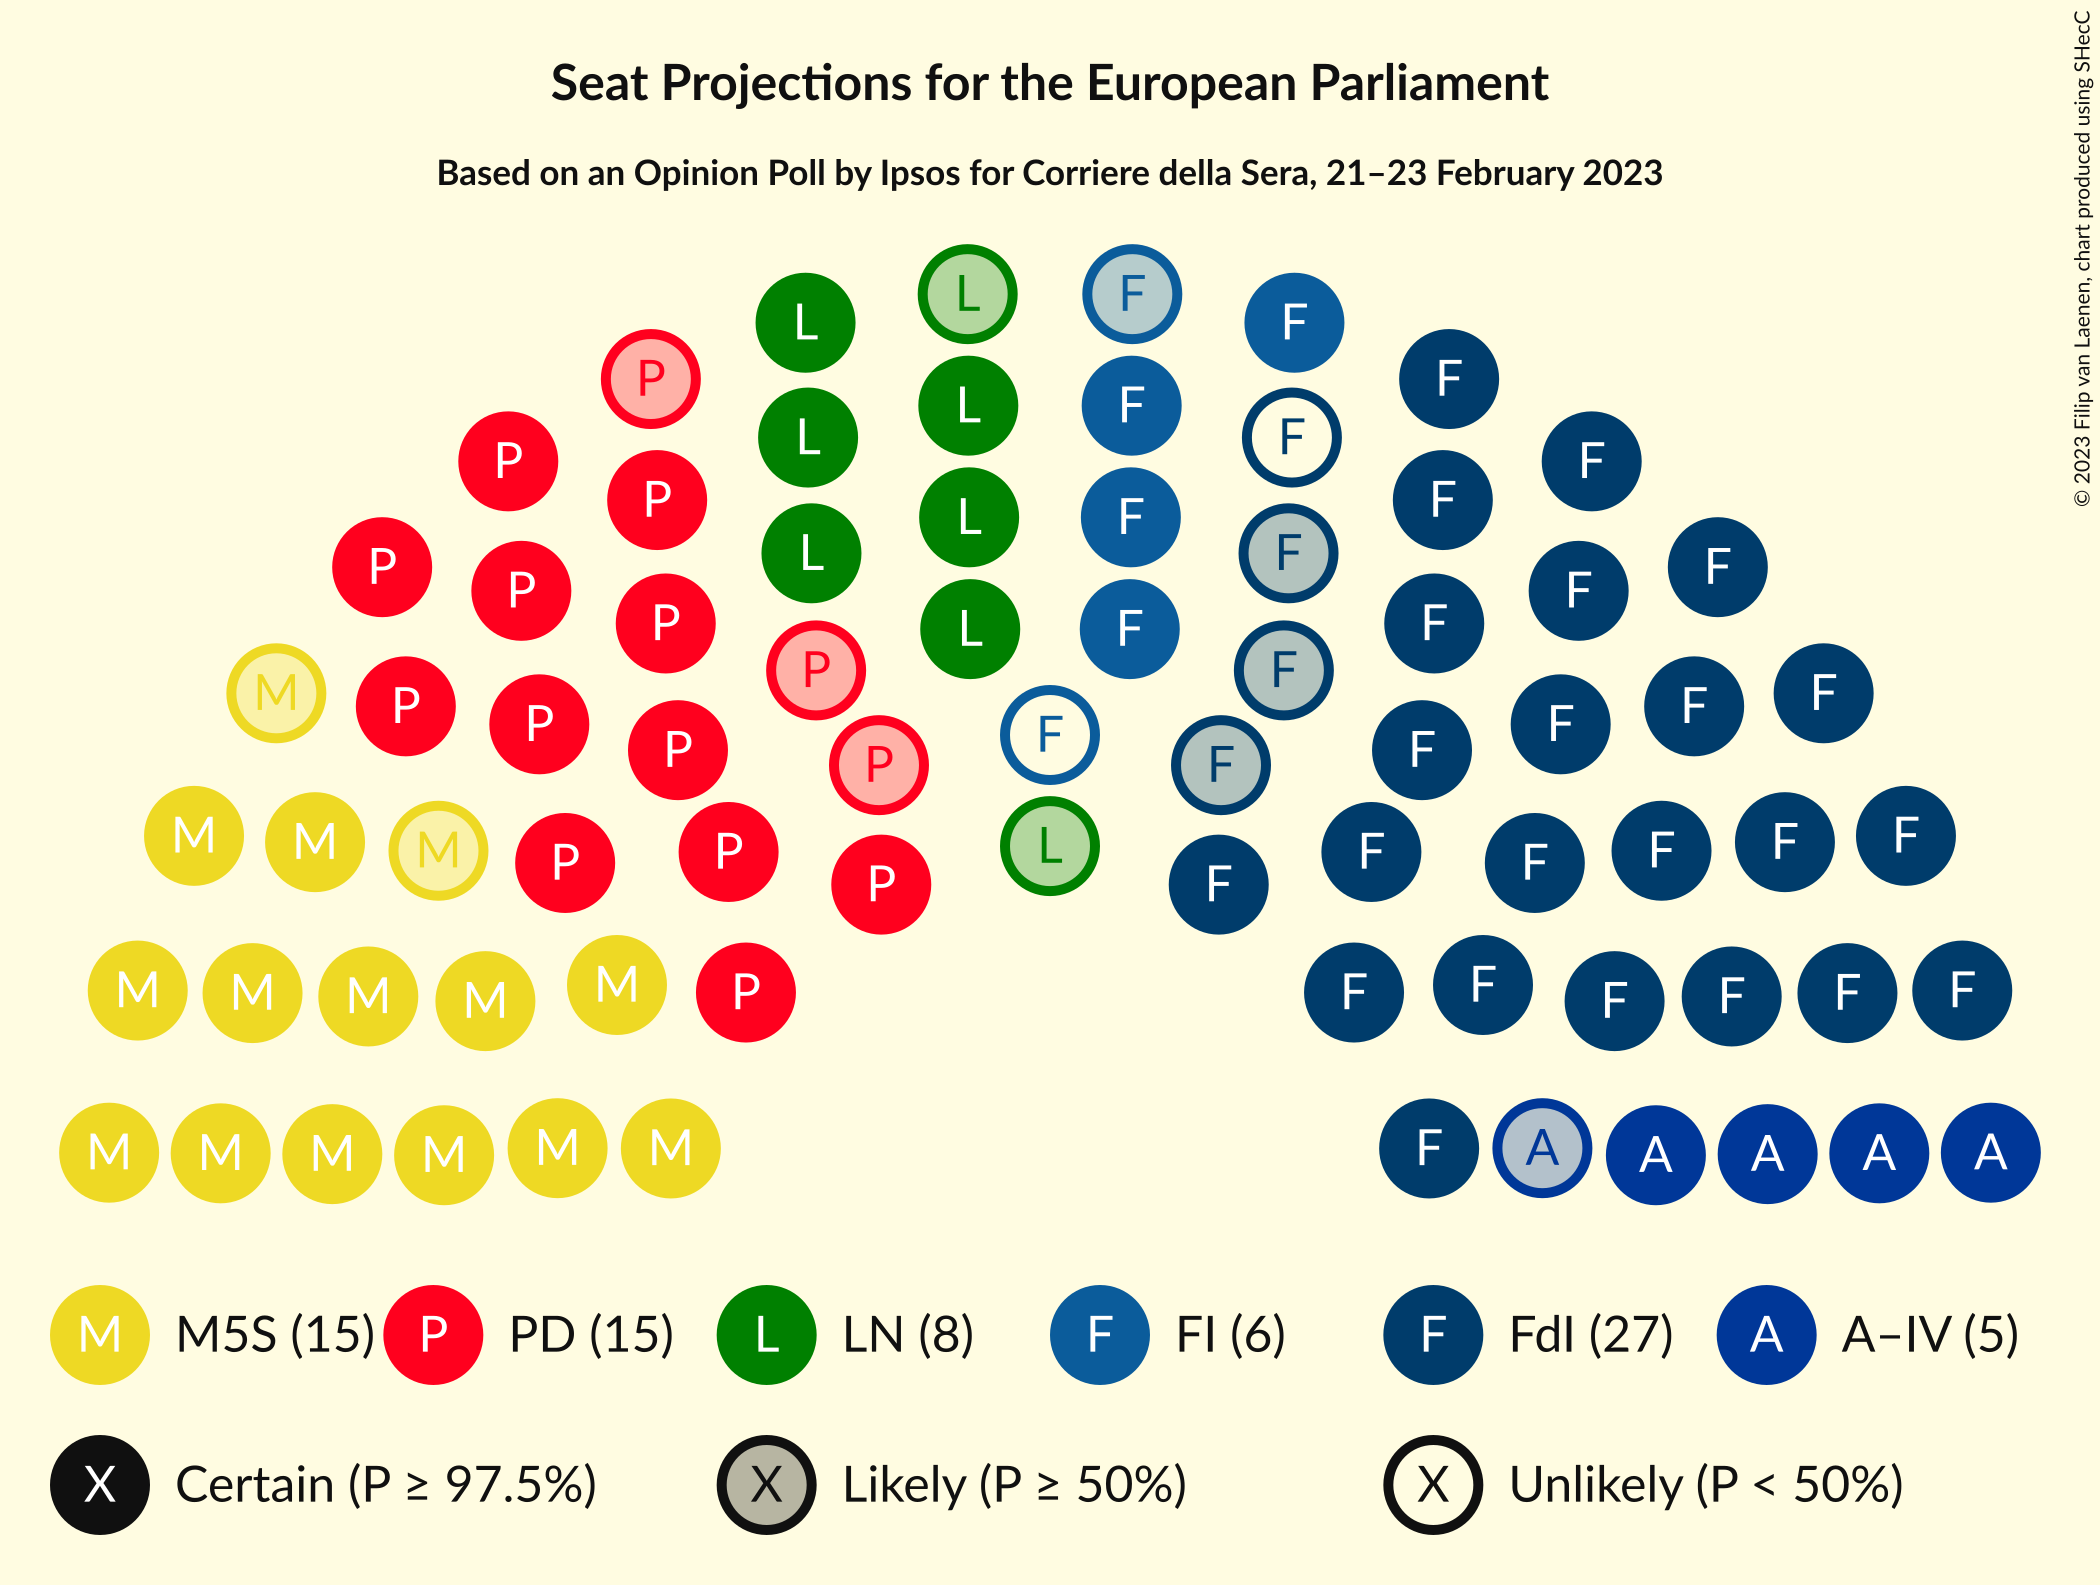 Seat Projections for the European Parliament
Based on an Opinion Poll by Ipsos for Corriere della Sera, 21–23 February 2023
© 2023 Filip van Laenen, chart produced using SHecC
L F
L F
P F
L F
L F
P P F F
L F
L F
P P F F
P F
L F
P F
M P P P P F F F F
P F F
M M M P P L F F F F F
P F
M M M M M P F F F F F F
M M M M M M F A A A A A
M M5S (15) P PD (15) L LN (8) F FI (6) F FdI (27) A A–IV (5)
X Certain (P ≥ 97.5%) X Likely (P ≥ 50%) X Unlikely (P < 50%)